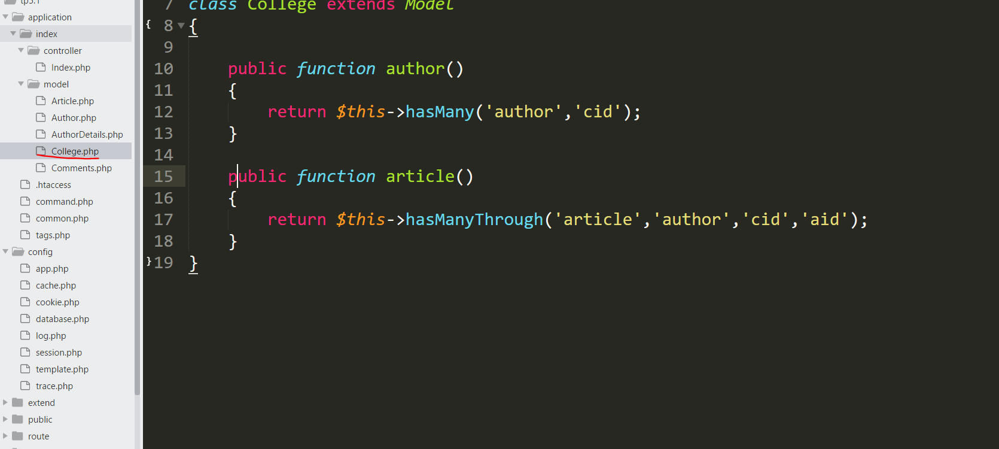 tp5.1
application
index
controller
Index.php
model
Article.php
Author.php
AuthorDetails.php
College.php
Comments.php
.htaccess
command.php
common.php
tags.php
config
app.php
cache.php
cookie.php
database.php
log.php
session.php
template.php
trace.php
extend
public
route
7 class College extends Model
{ 8 {
9
10 public function author()
11 {
12 return $this->hasMany('author','cid');
13 }
14
15 public function article()
16 {
17 return $this->hasManyThrough('article','author','cid','aid');
18 }
} 19 }